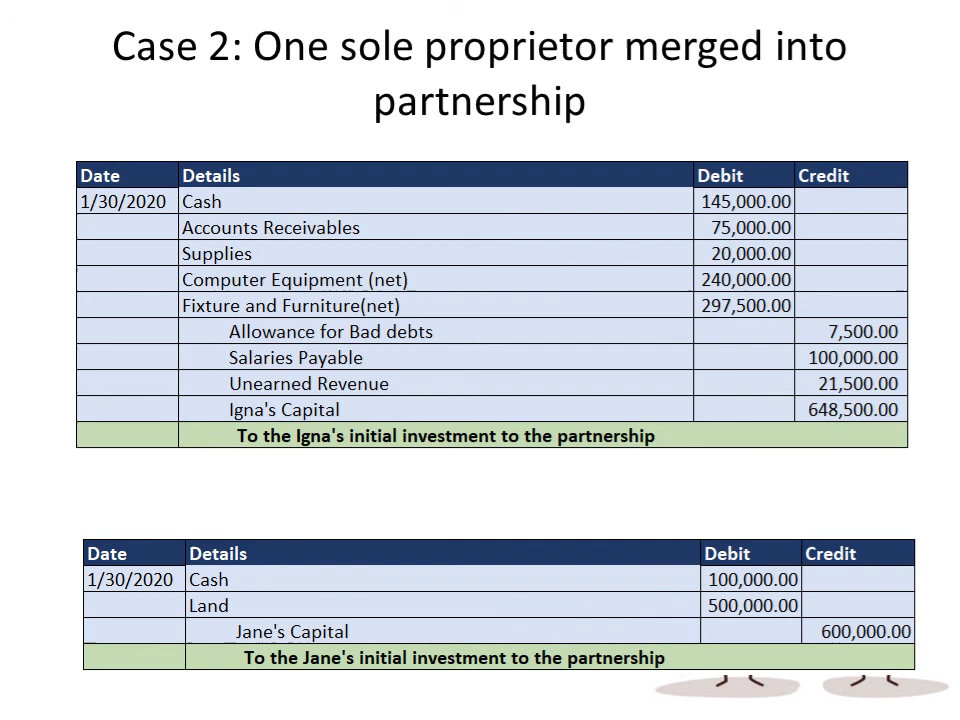 Case 2: One sole proprietor merged into
partnership
Date Details Debit Credit
1/30/2020 Cash 145,000.00
Accounts Receivables 75,000.00
Supplies 20,000.00
Computer Equipment (net) 240,000.00
Fixture and Furniture(net) 297,500.00
Allowance for Bad debts 7,500.00
Salaries Payable 100,000.00
Unearned Revenue 21,500.00
Igna's Capital 648,500.00
To the Igna's initial investment to the partnership
Date Details Debit Credit
1/30/2020 Cash 100,000.00
Land 500,000.00
Jane's Capital 600,000.00
To the Jane's initial investment to the partnership